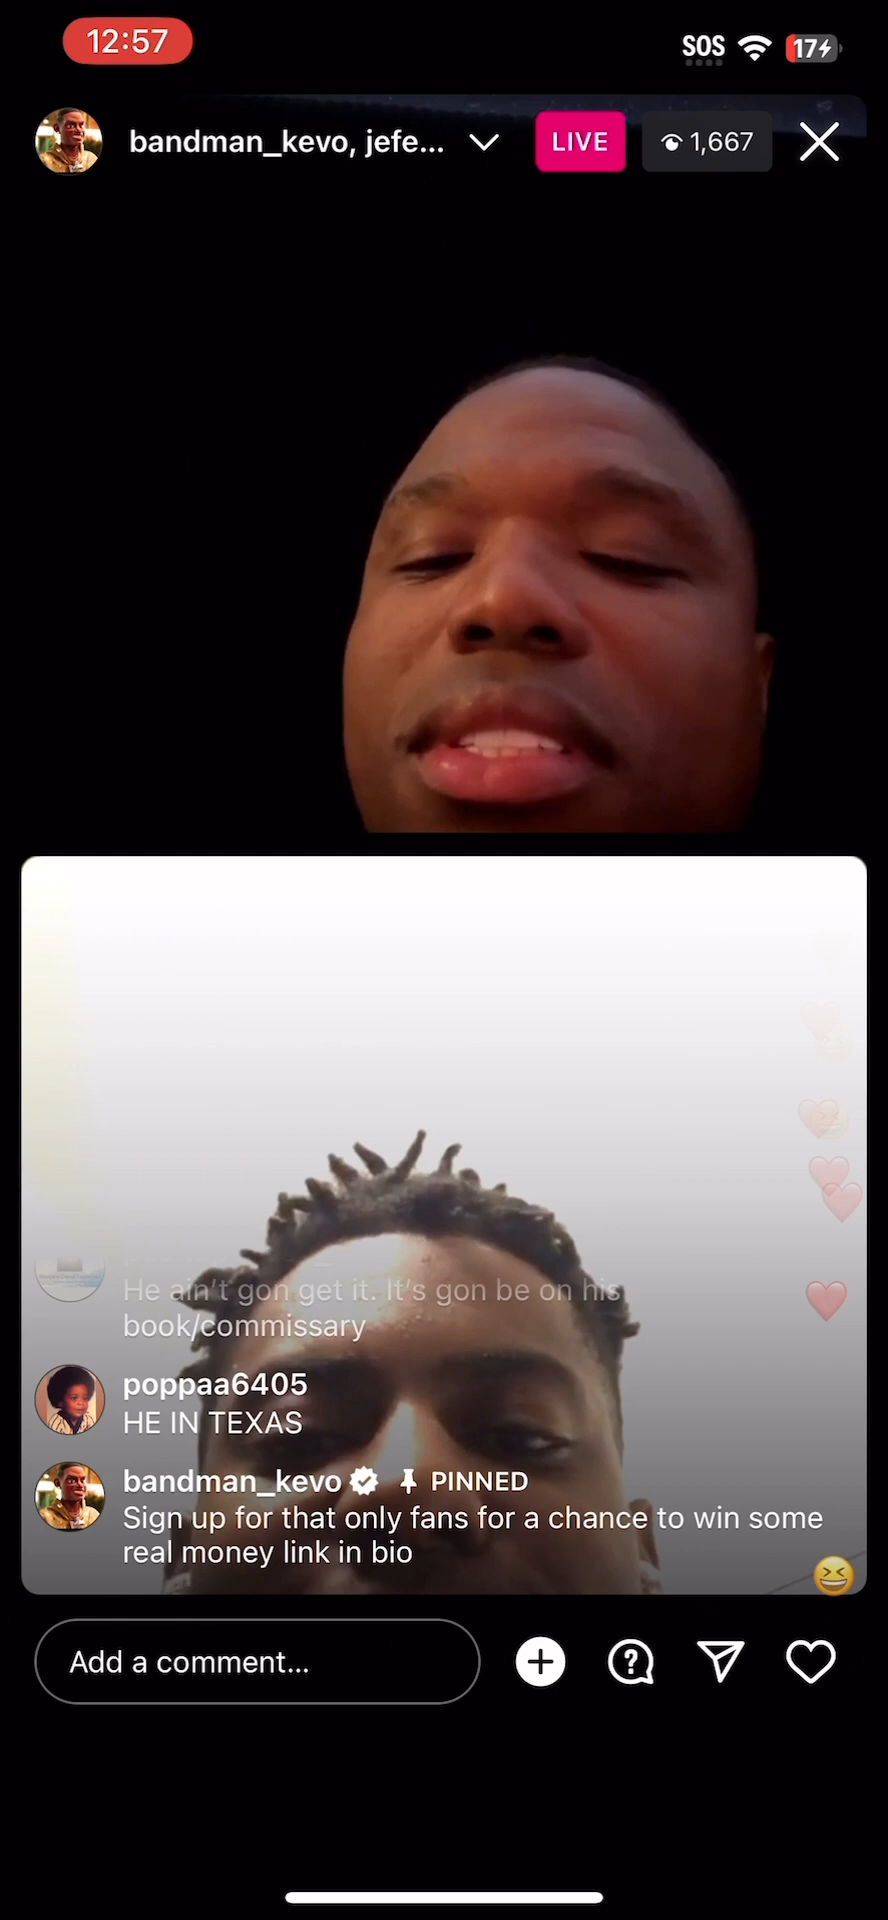 12:57
SOS
17
bandman_kevo, jefe...
LIVE
1,667
He ain't gon get it. It's gon be on his
book/commissary
poppaa6405
HE IN TEXAS
bandman_kevo PINNED
Sign up for that only fans for a chance to win some
real money link in bio
Add a comment...